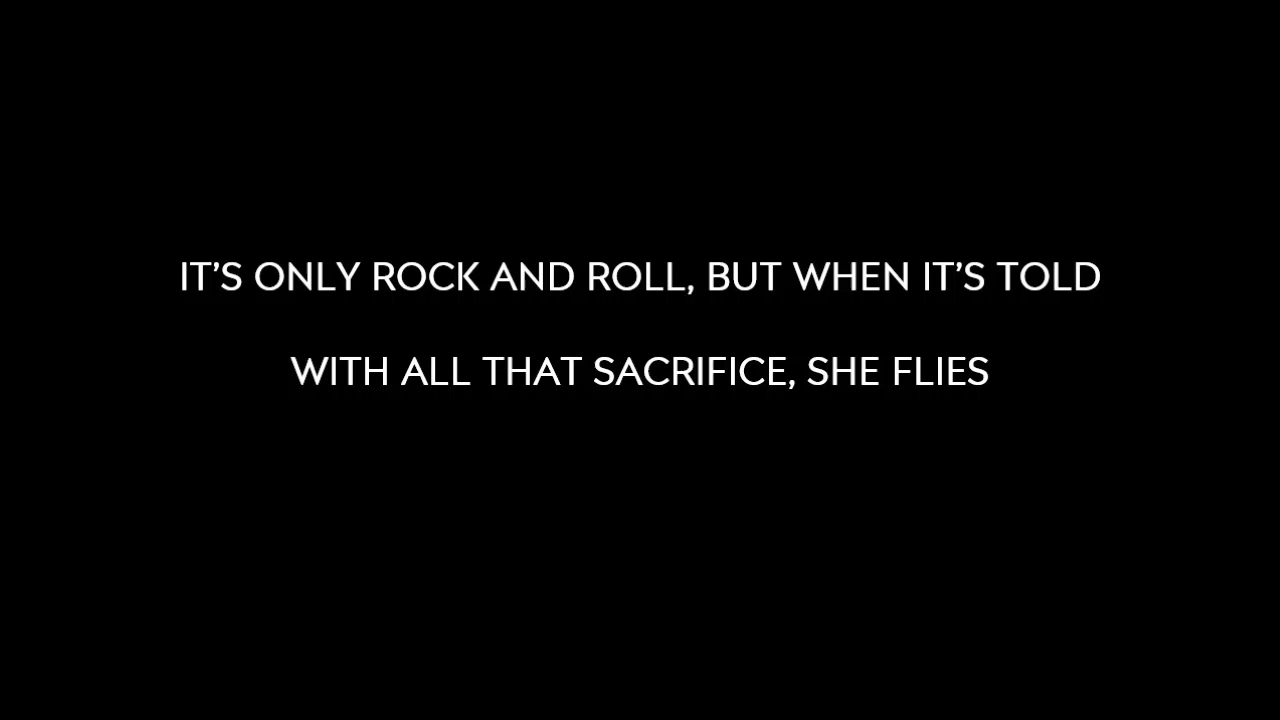 IT’S ONLY ROCK AND ROLL, BUT WHEN IT’S TOLD
WITH ALL THAT SACRIFICE, SHE FLIES